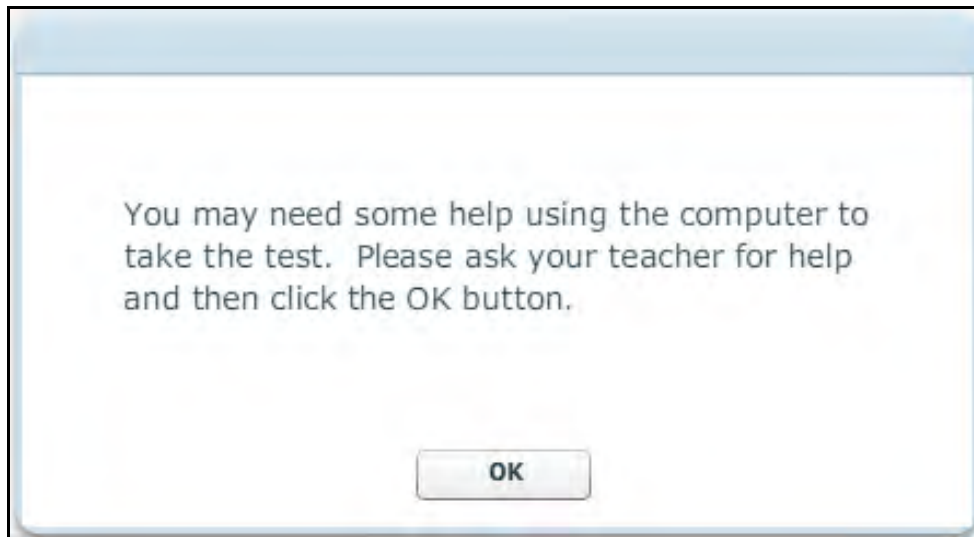 You may need some help using the computer to
take the test.  Please ask your teacher for help
and then click the OK button.
OK